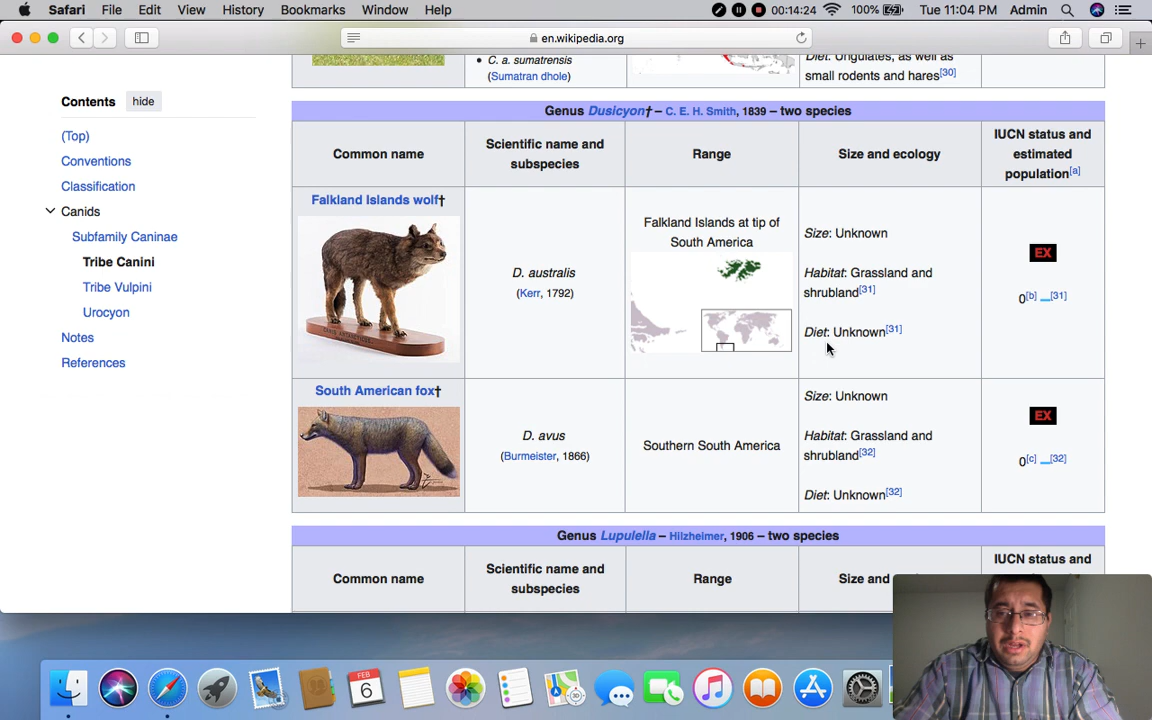 Safari File Edit View History Bookmarks Window Help 00:14:24 100% Tue 11:04 PM Admin
en.wikipedia.org
Contents hide
(Top)
Conventions
Classification
Canids
Subfamily Caninae
Tribe Canini
Tribe Vulpini
Urocyon
Notes
References
• C. a. sumatrensis
(Sumatran dhole)
Diet: Ungulates, as well as
small rodents and hares[30]
Genus Dusicyon† – C. E. H. Smith, 1839 – two species
Common name
Scientific name and
subspecies
Range
Size and ecology
IUCN status and
estimated
population[a]
Falkland Islands wolf†
D. australis
(Kerr, 1792)
Falkland Islands at tip of
South America
Size: Unknown
Habitat: Grassland and
shrubland[31]
Diet: Unknown[31]
EX
0[b] [31]
South American fox†
D. avus
(Burmeister, 1866)
Southern South America
Size: Unknown
Habitat: Grassland and
shrubland[32]
Diet: Unknown[32]
EX
0[c] [32]
Genus Lupulella – Hilzheimer, 1906 – two species
Common name
Scientific name and
subspecies
Range
Size and
IUCN status and
FEB
6